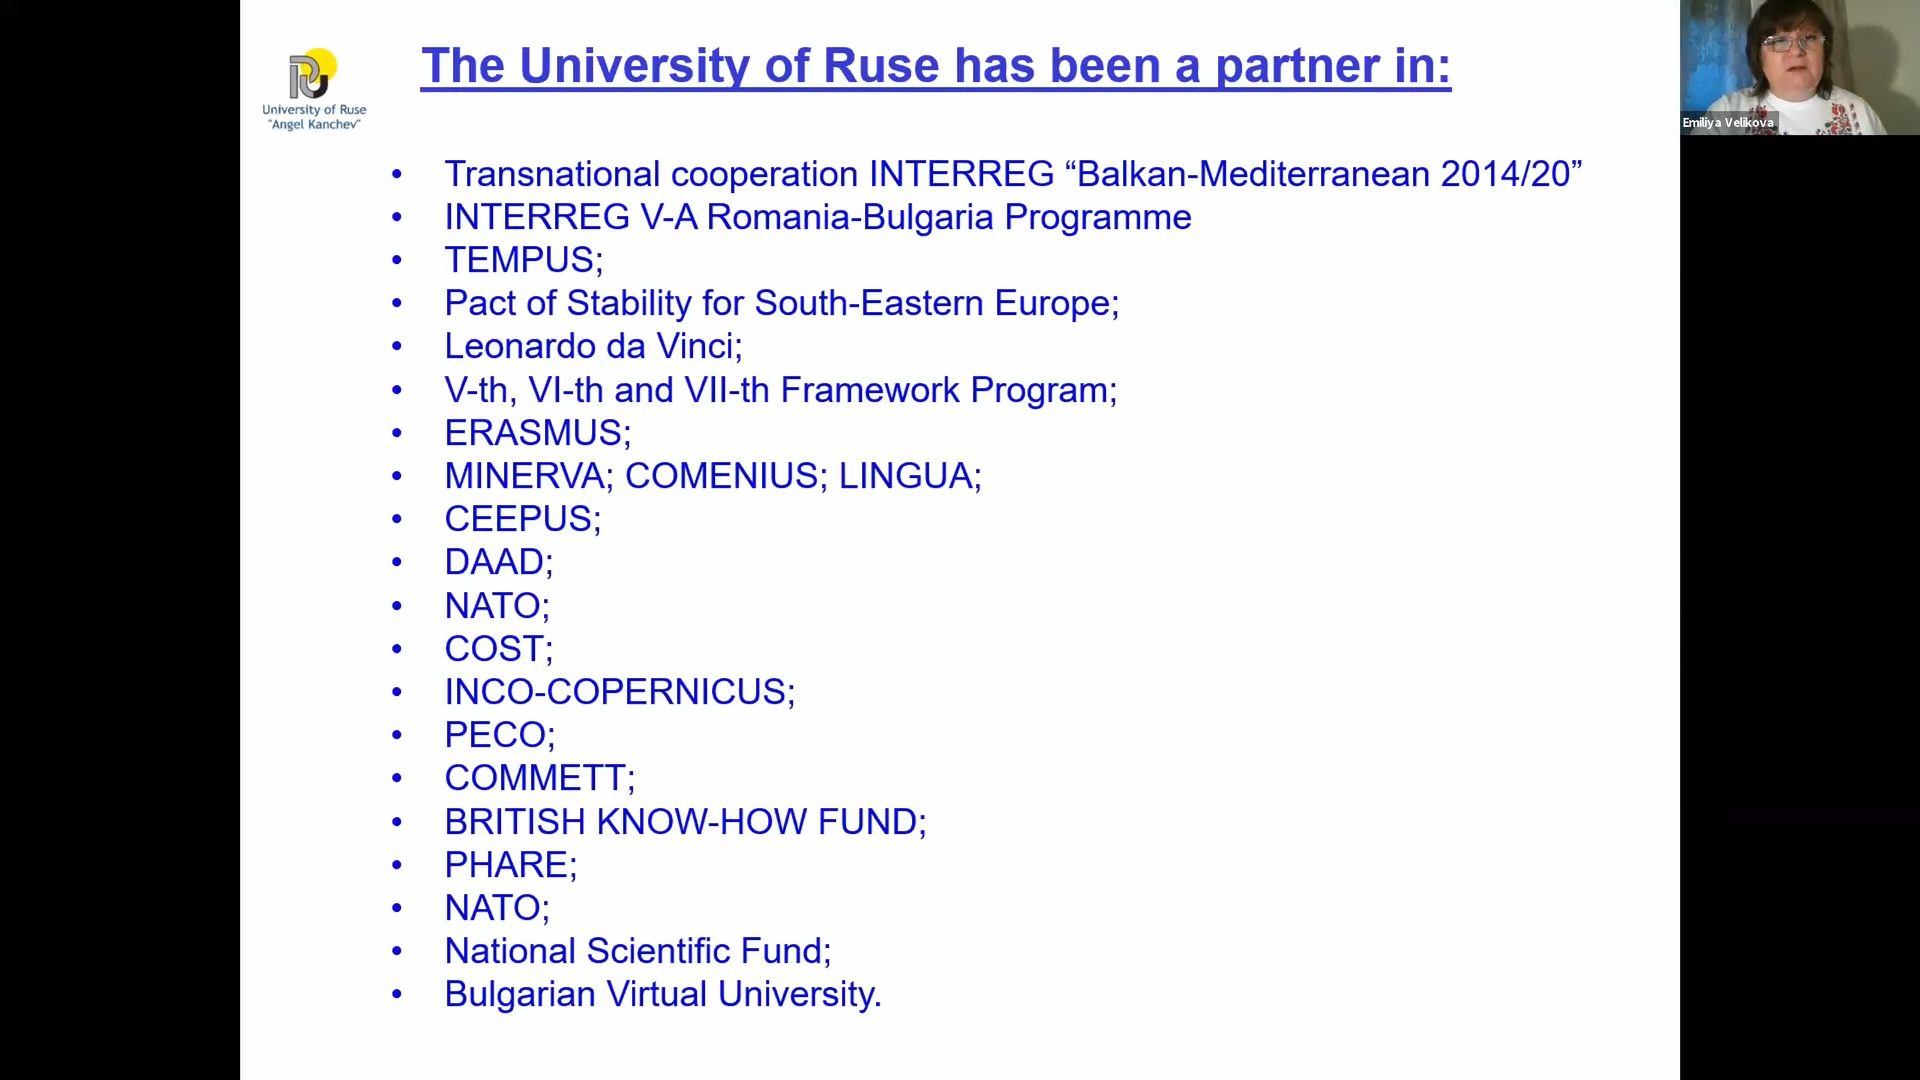 The University of Ruse has been a partner in:
University of Ruse
"Angel Kanchev"
Emiliya Velikova
• Transnational cooperation INTERREG “Balkan-Mediterranean 2014/20”
• INTERREG V-A Romania-Bulgaria Programme
• TEMPUS;
• Pact of Stability for South-Eastern Europe;
• Leonardo da Vinci;
• V-th, VI-th and VII-th Framework Program;
• ERASMUS;
• MINERVA; COMENIUS; LINGUA;
• CEEPUS;
• DAAD;
• NATO;
• COST;
• INCO-COPERNICUS;
• PECO;
• COMMETT;
• BRITISH KNOW-HOW FUND;
• PHARE;
• NATO;
• National Scientific Fund;
• Bulgarian Virtual University.